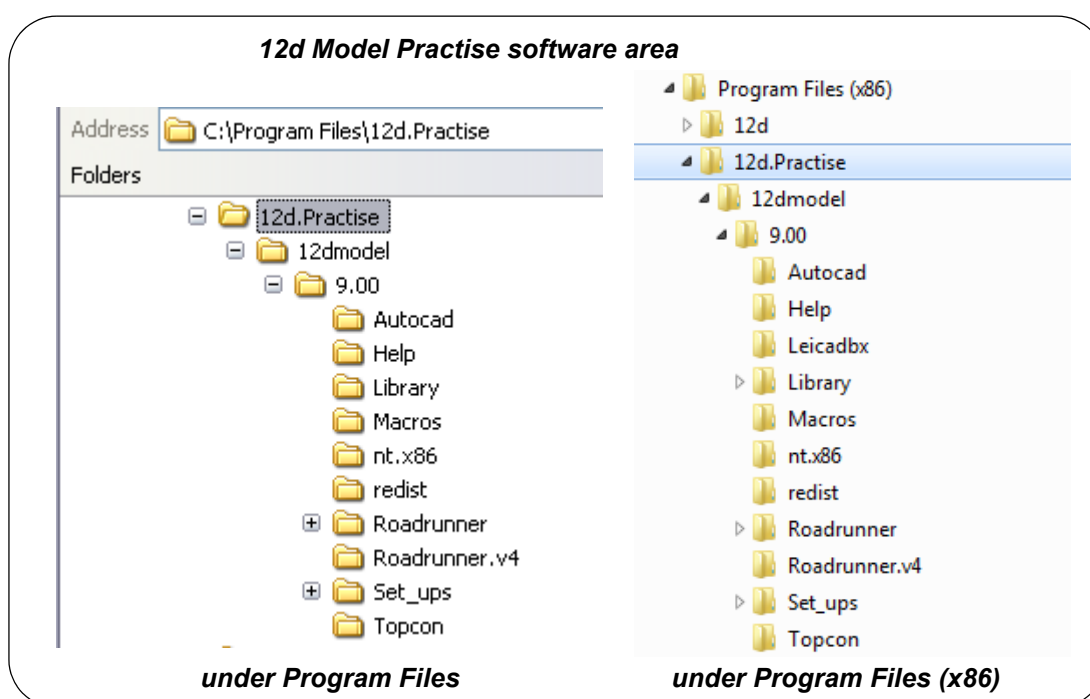 12d Model Practise software area
Address C:\Program Files\12d.Practise
Folders
12d.Practise
12dmodel
9.00
Autocad
Help
Library
Macros
nt.x86
redist
Roadrunner
Roadrunner.v4
Set_ups
Topcon
under Program Files
Program Files (x86)
12d
12d.Practise
12dmodel
9.00
Autocad
Help
Leicadbx
Library
Macros
nt.x86
redist
Roadrunner
Roadrunner.v4
Set_ups
Topcon
under Program Files (x86)